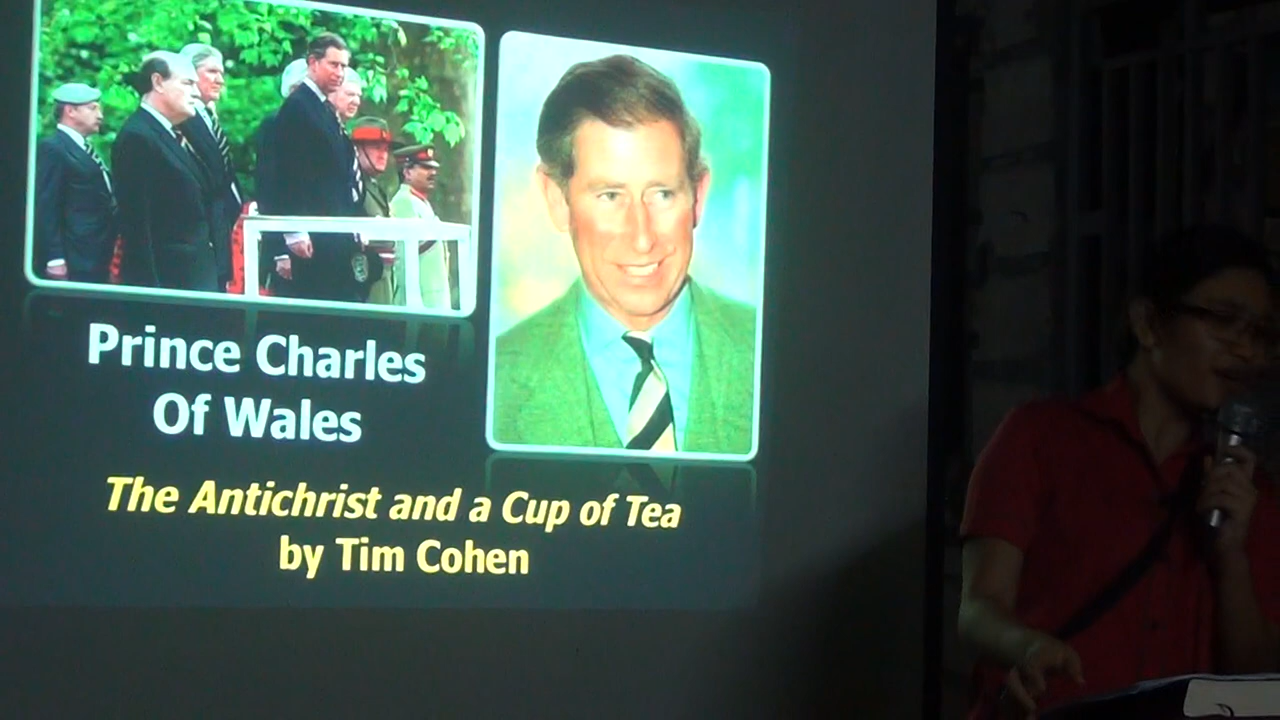 Prince Charles
Of Wales
The Antichrist and a Cup of Tea
by Tim Cohen